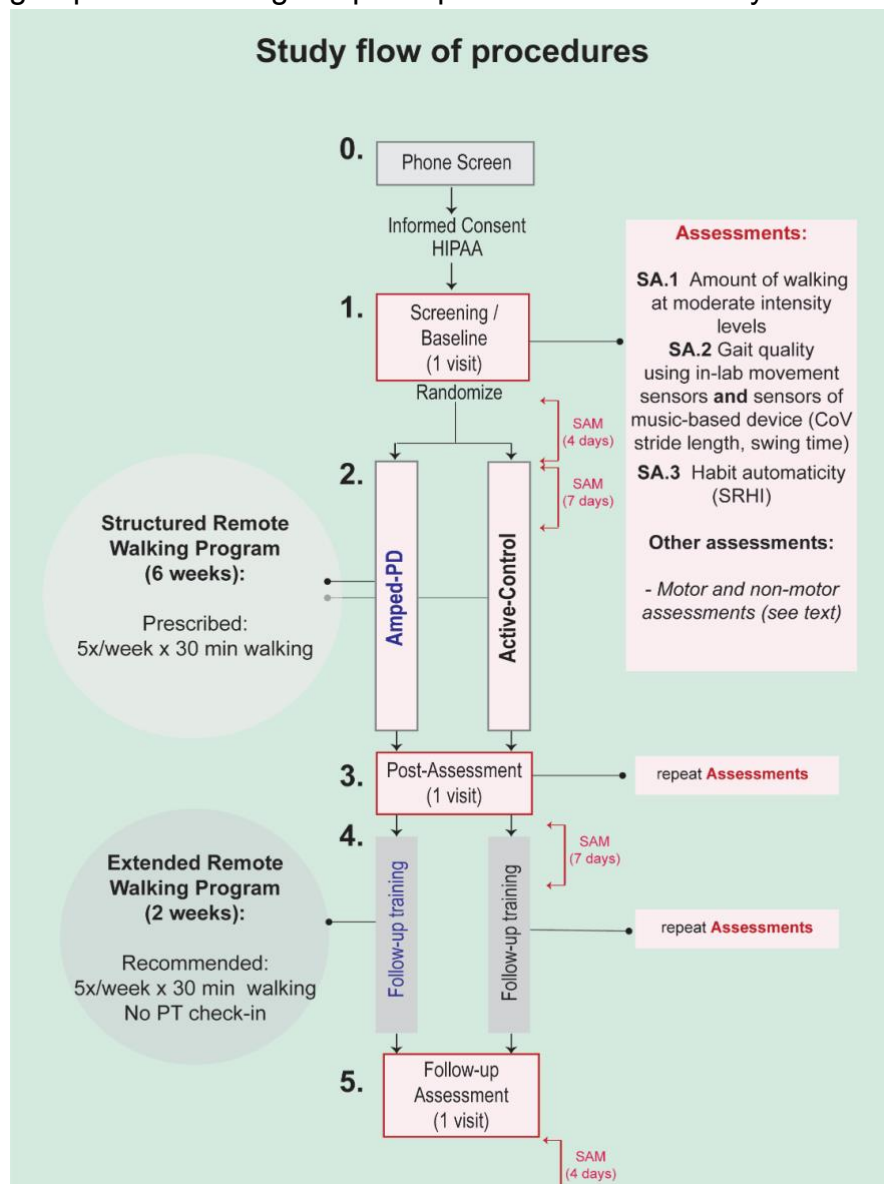 Study flow of procedures
0.
Phone Screen
Informed Consent
HIPAA
1.
Screening /
Baseline
(1 visit)
Randomize
Assessments:
SA.1 Amount of walking
at moderate intensity
levels
SA.2 Gait quality
using in-lab movement
sensors and sensors of
music-based device (CoV
stride length, swing time)
SA.3 Habit automaticity
(SRHI)
Other assessments:
- Motor and non-motor
assessments (see text)
SAM
(4 days)
2.
SAM
(7 days)
Structured Remote
Walking Program
(6 weeks):
Prescribed:
5x/week x 30 min walking
Amped-PD
Active-Control
3.
Post-Assessment
(1 visit)
repeat Assessments
4.
SAM
(7 days)
Extended Remote
Walking Program
(2 weeks):
Recommended:
5x/week x 30 min walking
No PT check-in
Follow-up training
Follow-up training
repeat Assessments
5.
Follow-up
Assessment
(1 visit)
SAM
(4 days)